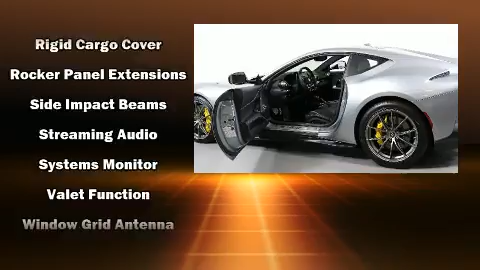 Rigid Cargo Cover
Rocker Panel Extensions
Side Impact Beams
Streaming Audio
Systems Monitor
Valet Function
Window Grid Antenna